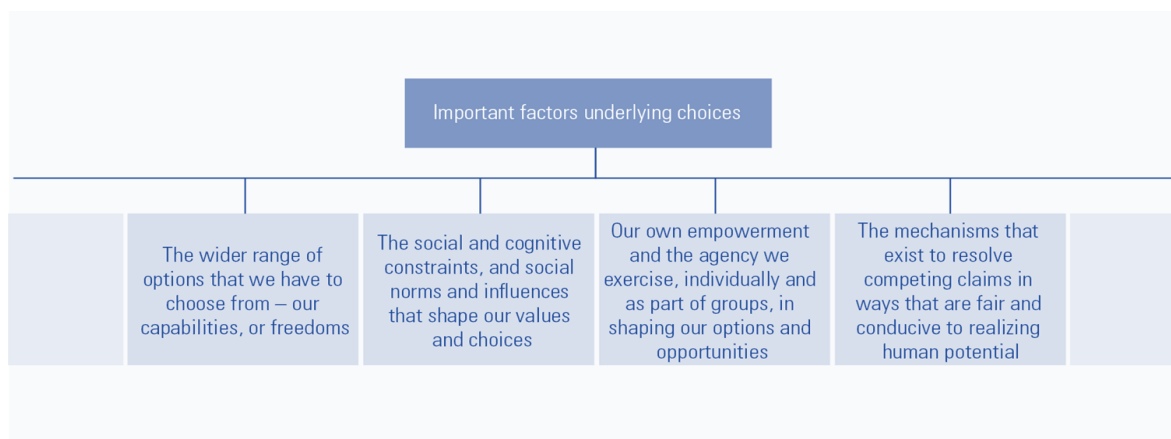 Important factors underlying choices
The wider range of
options that we have to
choose from – our
capabilities, or freedoms
The social and cognitive
constraints, and social
norms and influences
that shape our values
and choices
Our own empowerment
and the agency we
exercise, individually and
as part of groups, in
shaping our options and
opportunities
The mechanisms that
exist to resolve
competing claims in
ways that are fair and
conducive to realizing
human potential